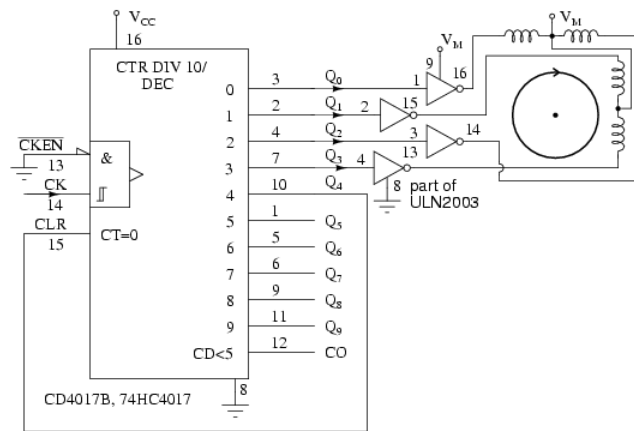 V_CC
16
CTR DIV 10/
DEC
0 3 Q_0
1 2 Q_1
2 4 Q_2
3 7 Q_3
4 10 Q_4
5 1 Q_5
6 5 Q_6
7 6 Q_7
8 9 Q_8
9 11 Q_9
CD<5 12 CO
CKEN
13
&
CK
14
CLR
15
CT=0
8
CD4017B, 74HC4017
V_M
9
1 16
2 15
3 14
4 13
8
part of
ULN2003
V_M